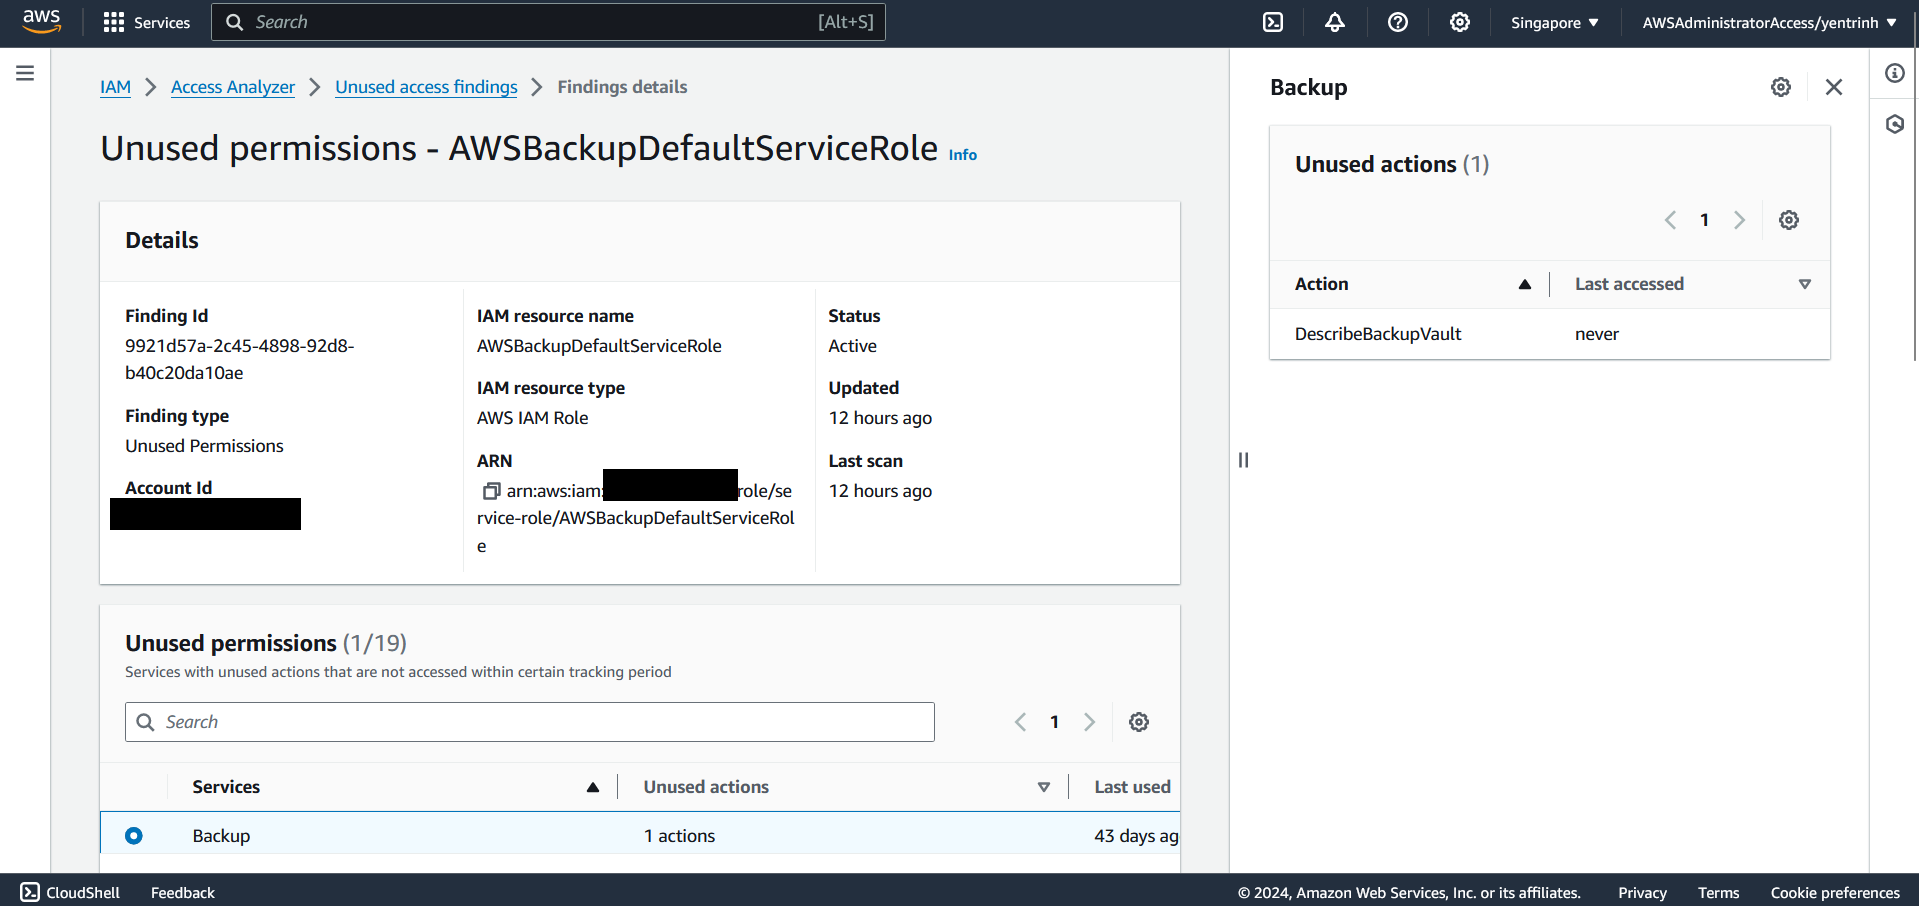 aws
Services
Search
[Alt+S]
Singapore
AWSAdministratorAccess/yentrinh
IAM
Access Analyzer
Unused access findings
Findings details
Unused permissions - AWSBackupDefaultServiceRole Info
Details
Finding Id
9921d57a-2c45-4898-92d8-
b40c20da10ae
Finding type
Unused Permissions
Account Id
IAM resource name
AWSBackupDefaultServiceRole
IAM resource type
AWS IAM Role
ARN
arn:aws:iam: role/se
rvice-role/AWSBackupDefaultServiceRol
e
Status
Active
Updated
12 hours ago
Last scan
12 hours ago
Unused permissions (1/19)
Services with unused actions that are not accessed within certain tracking period
Search
1
Services
Unused actions
Last used
Backup
1 actions
43 days ag
Backup
Unused actions (1)
1
Action
Last accessed
DescribeBackupVault
never
CloudShell
Feedback
© 2024, Amazon Web Services, Inc. or its affiliates.
Privacy
Terms
Cookie preferences